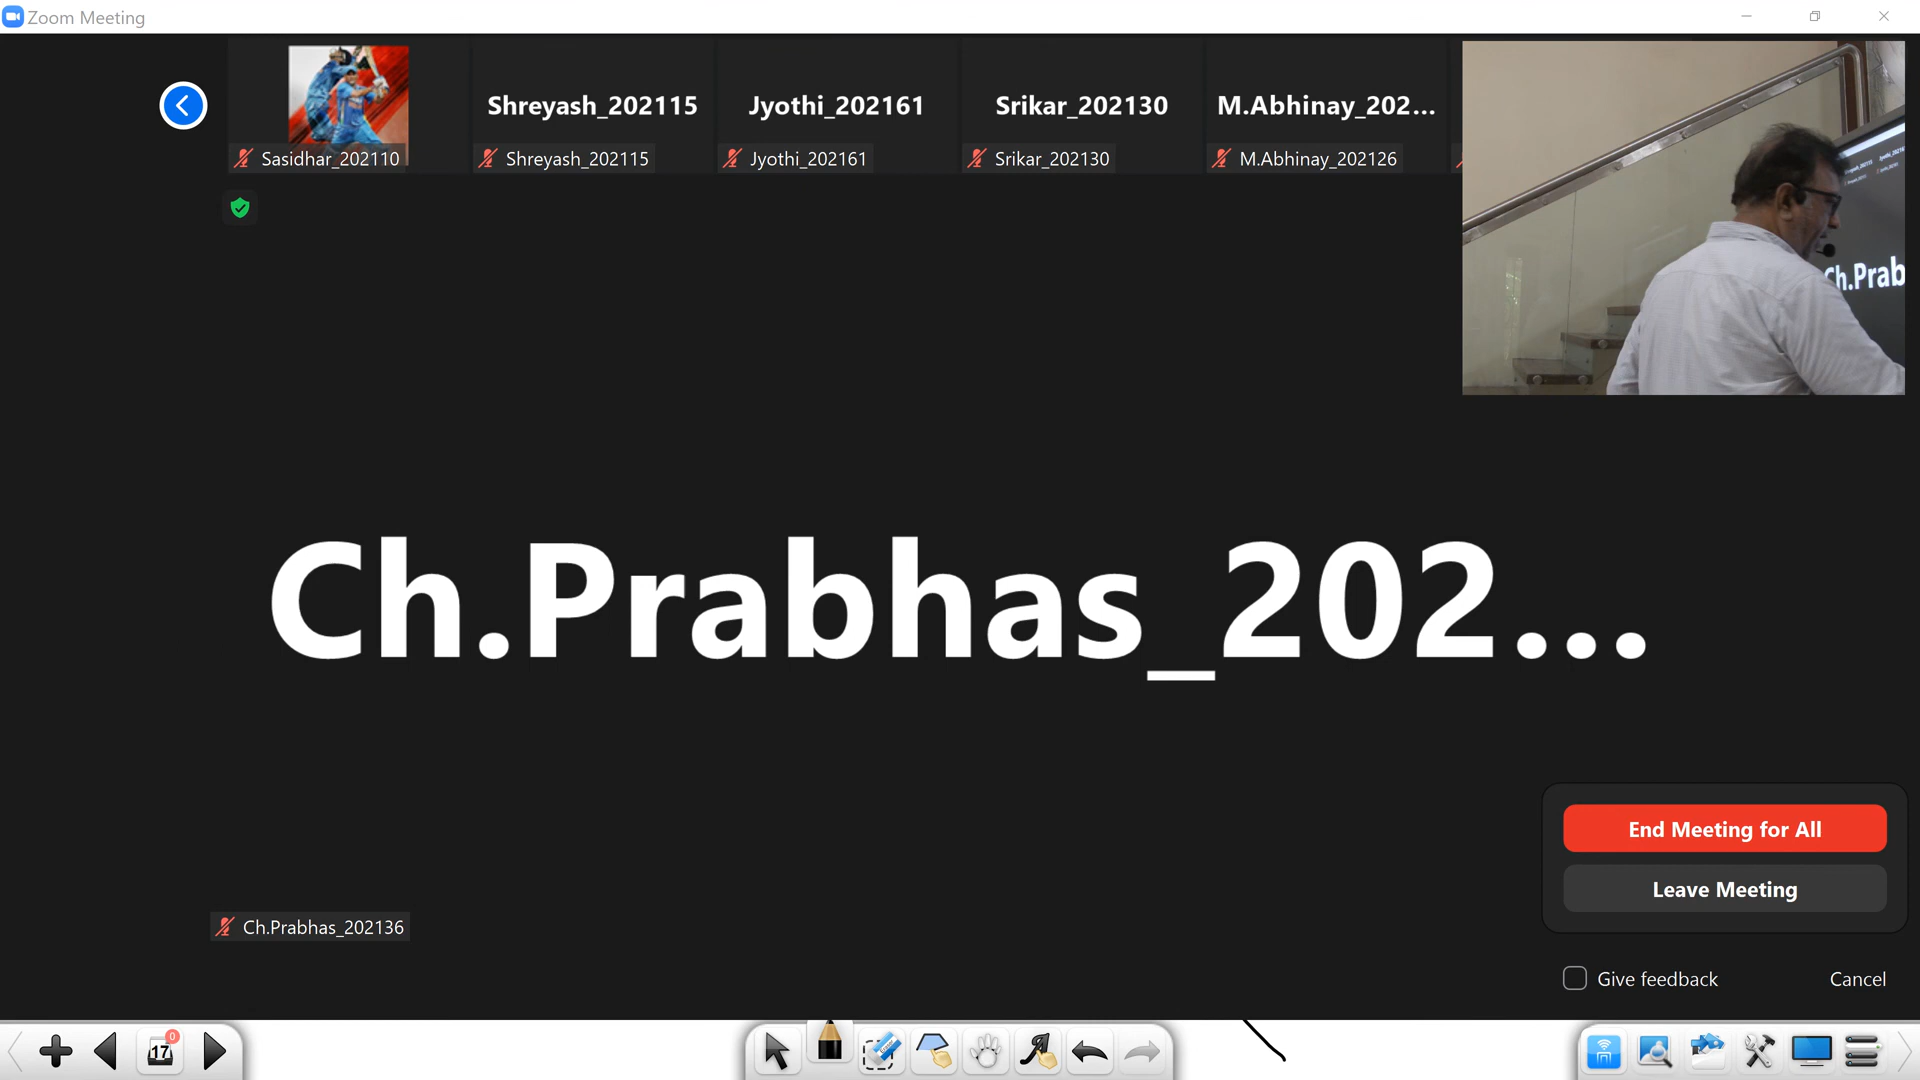 Zoom Meeting
Shreyash_202115
Jyothi_202161
Srikar_202130
M.Abhinay_202...
Sasidhar_202110
Shreyash_202115
Jyothi_202161
Srikar_202130
M.Abhinay_202126
Ch.Prab
Ch.Prabhas_202...
End Meeting for All
Leave Meeting
Ch.Prabhas_202136
Give feedback
Cancel
17
0